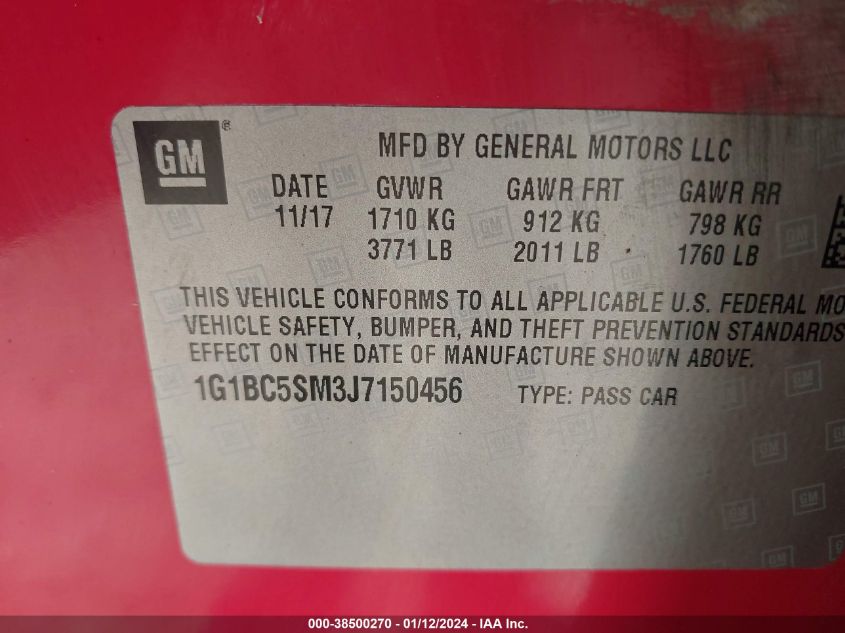 GM®
MFD BY GENERAL MOTORS LLC
DATE GVWR GAWR FRT GAWR RR
11/17 1710 KG 912 KG 798 KG
3771 LB 2011 LB 1760 LB
THIS VEHICLE CONFORMS TO ALL APPLICABLE U.S. FEDERAL MO
VEHICLE SAFETY, BUMPER, AND THEFT PREVENTION STANDARDS
EFFECT ON THE DATE OF MANUFACTURE SHOWN ABOVE.
1G1BC5SM3J7150456 TYPE: PASS CAR
000-38500270 - 01/12/2024 - IAA Inc.